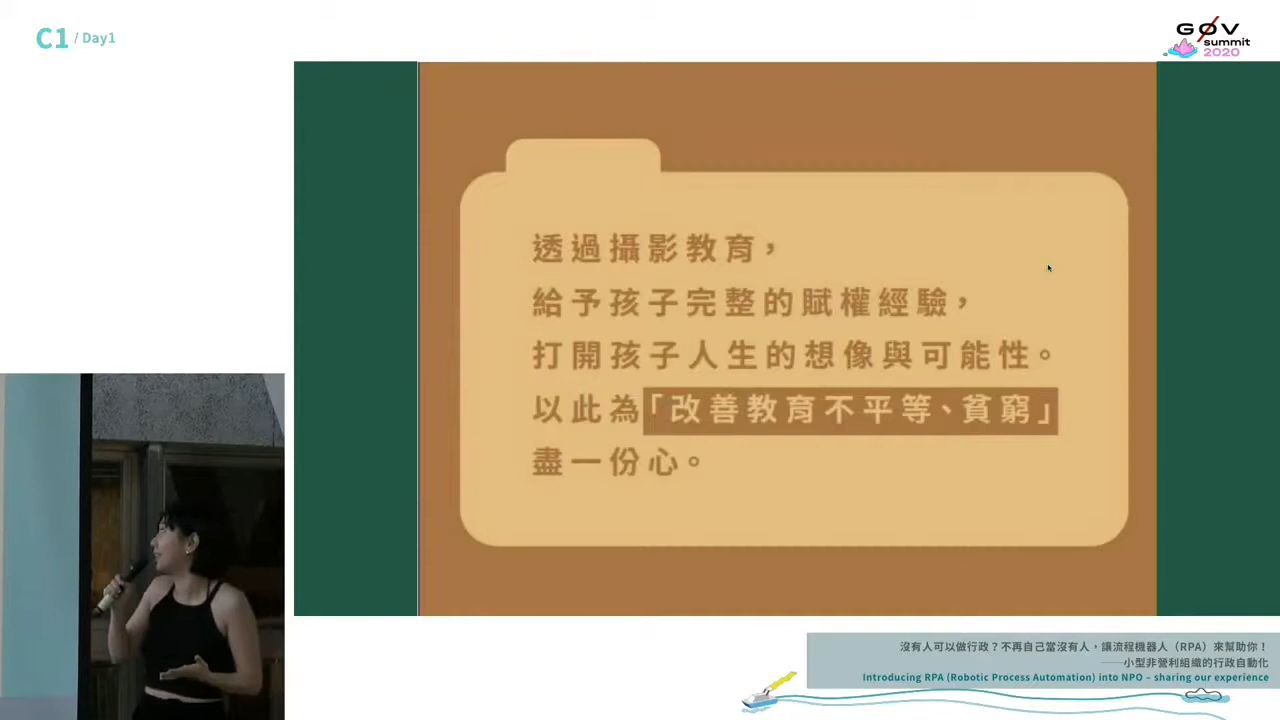 C1 / Day1
GØV
summit
2020
透過攝影教育，
給予孩子完整的賦權經驗，
打開孩子人生的想像與可能性。
以此為「改善教育不平等、貧窮」
盡一份心。
沒有人可以做行政？不再自己當沒有人，讓流程機器人（RPA）來幫助你！
——小型非營利組織的行政自動化
Introducing RPA (Robotic Process Automation) into NPO – sharing our experience